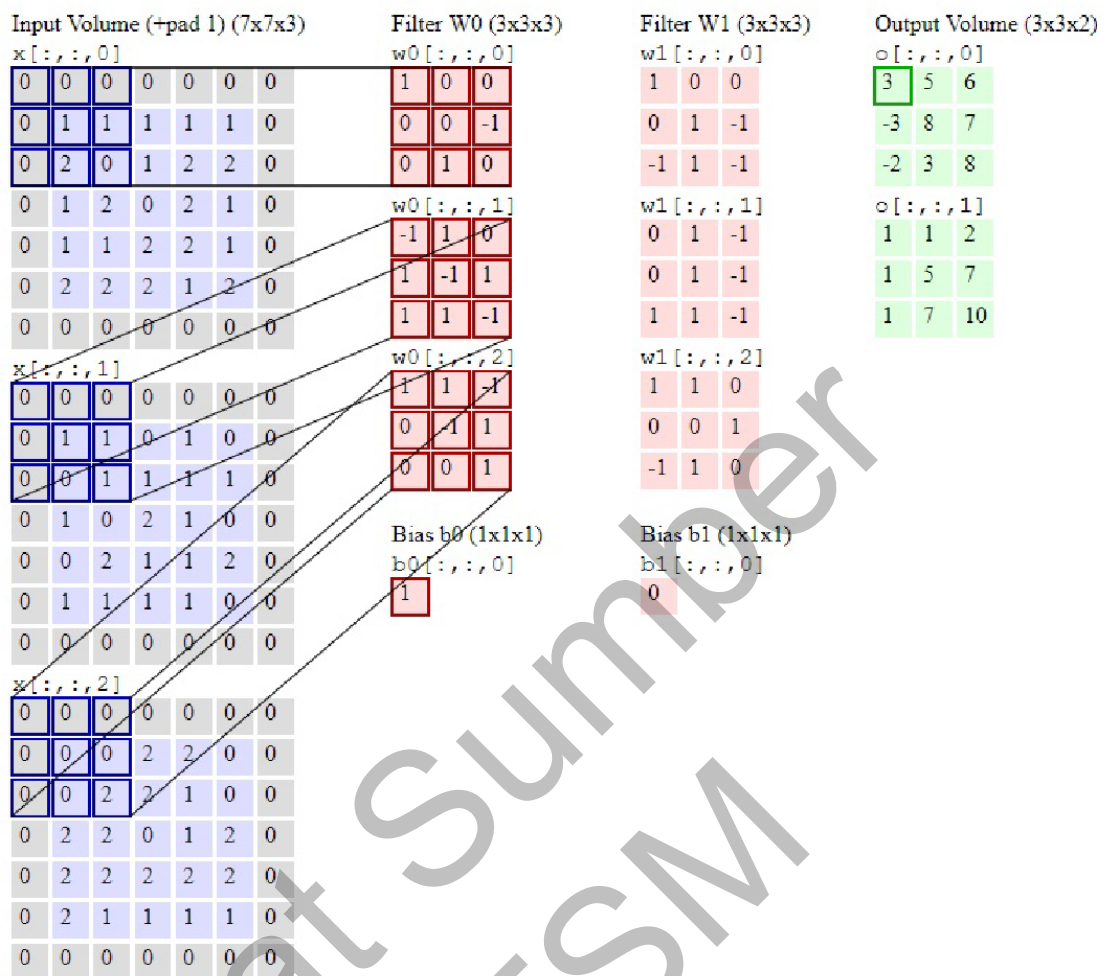 Input Volume (+pad 1) (7x7x3)
x[:,:,0]
0 0 0 0 0 0 0
0 1 1 1 1 1 0
0 2 0 1 2 2 0
0 1 2 0 2 1 0
0 1 1 2 2 1 0
0 2 2 2 1 2 0
0 0 0 0 0 0 0
x[:,:,1]
0 0 0 0 0 0 0
0 1 1 0 1 0 0
0 0 1 1 1 1 0
0 1 0 2 1 0 0
0 0 2 1 1 2 0
0 1 1 1 1 0 0
0 0 0 0 0 0 0
x[:,:,2]
0 0 0 0 0 0 0
0 0 0 2 2 0 0
0 0 2 2 1 0 0
0 2 2 0 1 2 0
0 2 2 2 2 2 0
0 2 1 1 1 1 0
0 0 0 0 0 0 0
Filter W0 (3x3x3)
w0[:,:,0]
1 0 0
0 0 -1
0 1 0
w0[:,:,1]
-1 1 0
1 -1 1
1 1 -1
w0[:,:,2]
1 1 -1
0 -1 1
0 0 1
Bias b0 (1x1x1)
b0[:,:,0]
1
Filter W1 (3x3x3)
w1[:,:,0]
1 0 0
0 1 -1
-1 1 -1
w1[:,:,1]
0 1 -1
0 1 -1
1 1 -1
w1[:,:,2]
1 1 0
0 0 1
-1 1 0
Bias b1 (1x1x1)
b1[:,:,0]
0
Output Volume (3x3x2)
o[:,:,0]
3 5 6
-3 8 7
-2 3 8
o[:,:,1]
1 1 2
1 5 7
1 7 10
Sumber